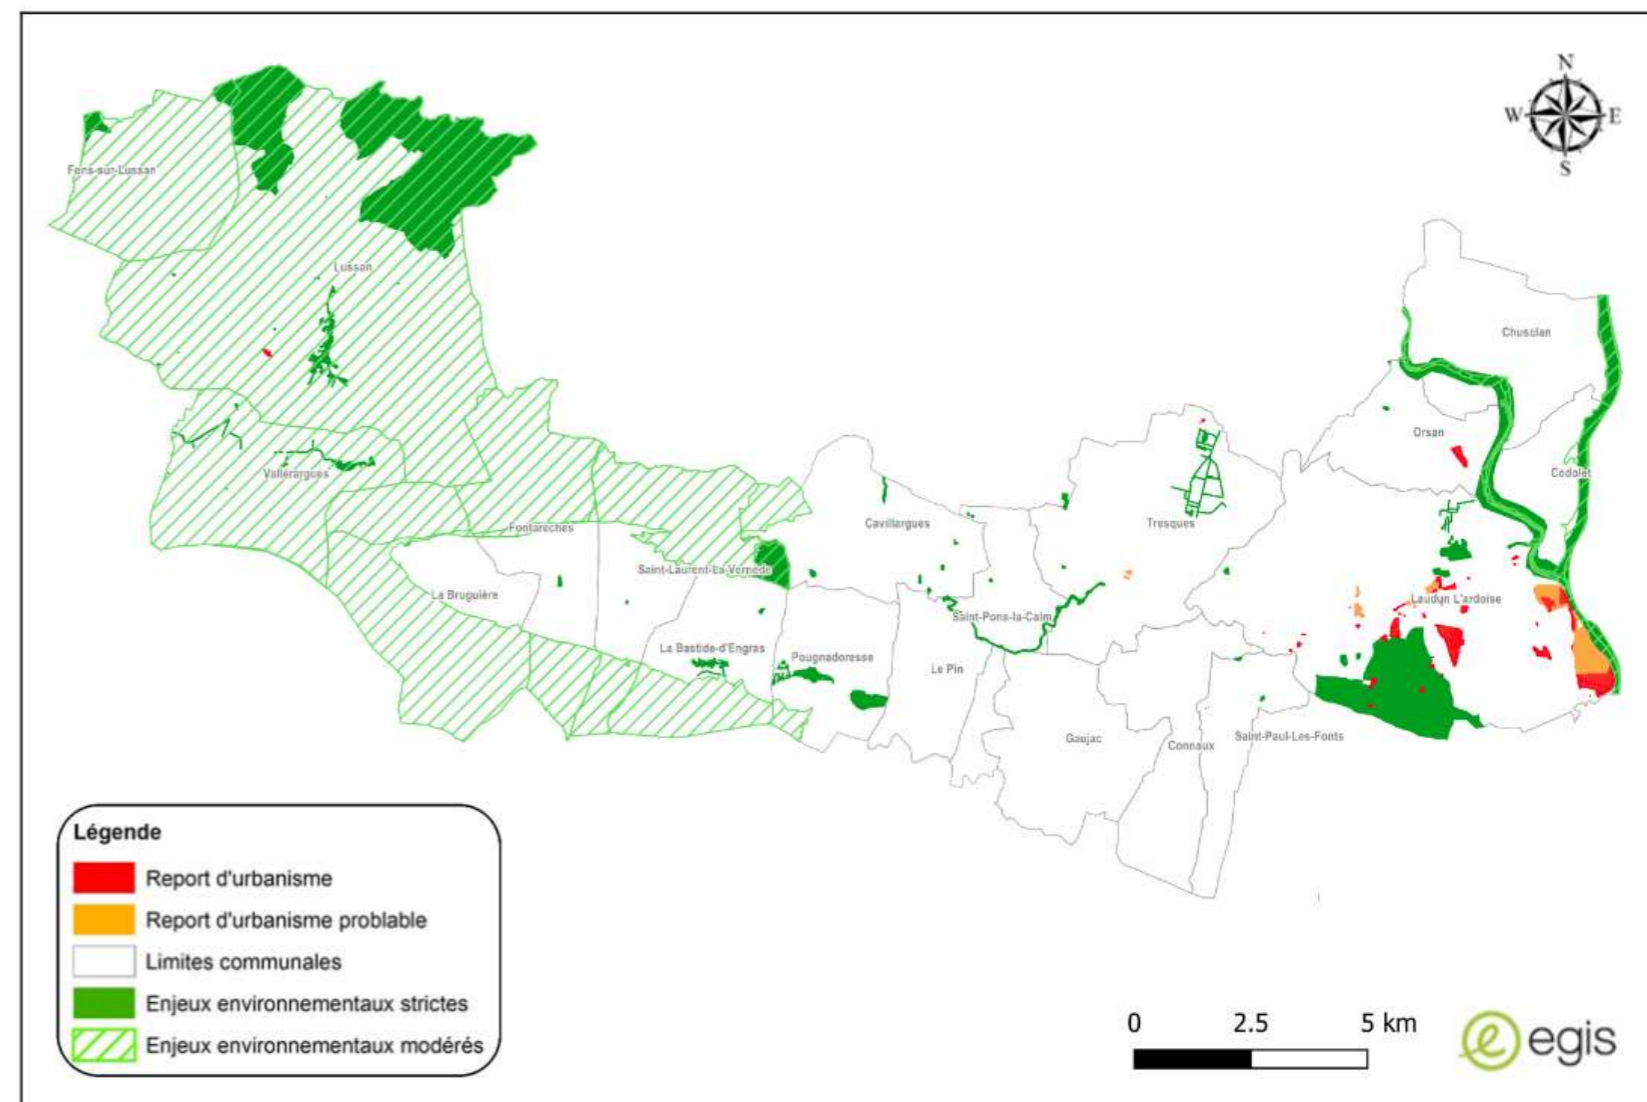 N
W E
S
Fons-sur-Lussan
Lussan
Chusclan
Orsan
Codolet
Vallérargues
Fontarèches
Cavillargues
Tresques
Saint-Laurent-La-Vernède
La Bruguière
Saint-Pons-la-Calm
Laudun L'ardoise
La Bastide-d'Engras
Pougnadoresse
Le Pin
Gaujac
Connaux
Saint-Paul-Les-Fonts
Légende
Report d'urbanisme
Report d'urbanisme problable
Limites communales
Enjeux environnementaux strictes
Enjeux environnementaux modérés
0 2.5 5 km
e egis